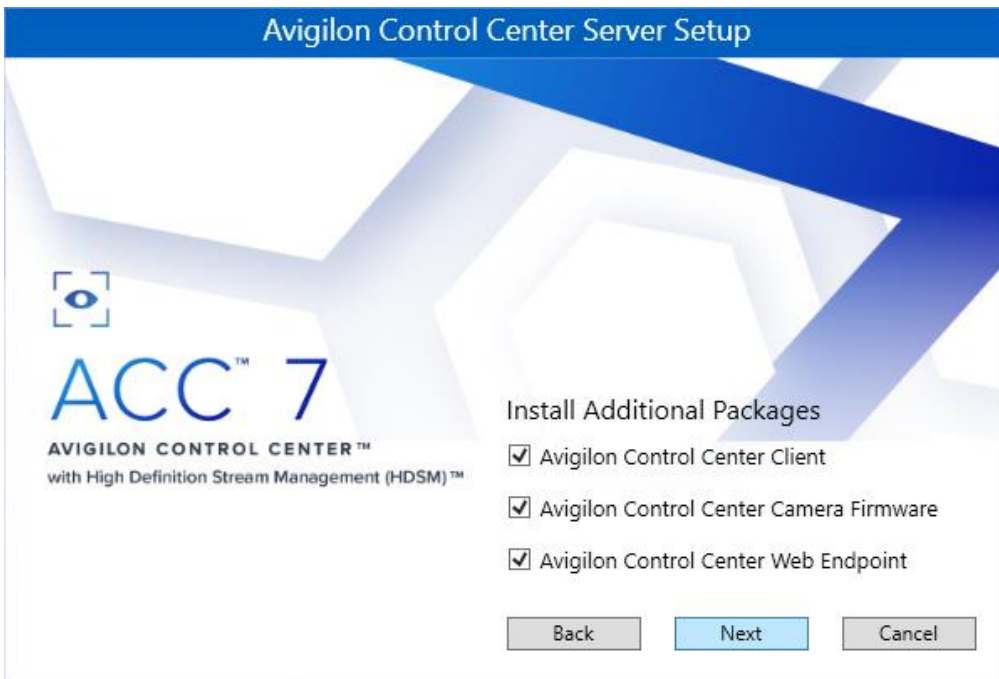 Avigilon Control Center Server Setup
ACC™ 7
AVIGILON CONTROL CENTER™
with High Definition Stream Management (HDSM)™
Install Additional Packages
Avigilon Control Center Client
Avigilon Control Center Camera Firmware
Avigilon Control Center Web Endpoint
Back Next Cancel